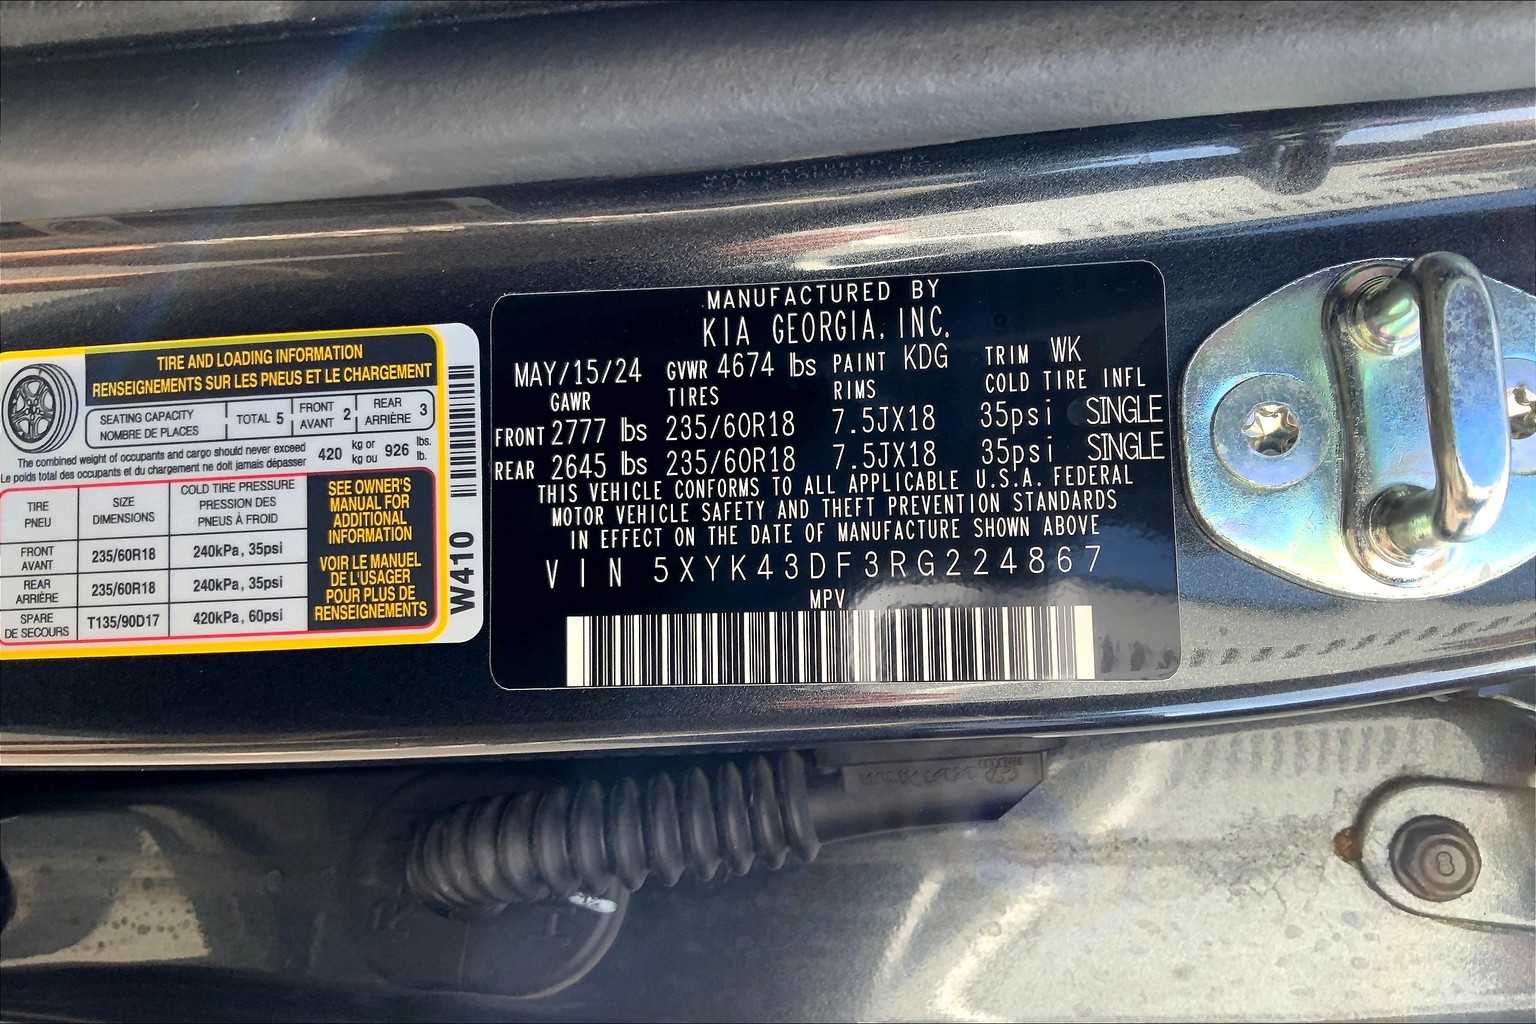 TIRE AND LOADING INFORMATION
RENSEIGNEMENTS SUR LES PNEUS ET LE CHARGEMENT
SEATING CAPACITY
NOMBRE DE PLACES
TOTAL 5
FRONT
AVANT 2
REAR
ARRIÈRE 3
The combined weight of occupants and cargo should never exceed
Le poids total des occupants et du chargement ne doit jamais dépasser
420 kg or
kg ou 926 lbs.
lb.
TIRE
PNEU
SIZE
DIMENSIONS
COLD TIRE PRESSURE
PRESSION DES
PNEUS À FROID
FRONT
AVANT
235/60R18
240kPa, 35psi
REAR
ARRIÈRE
235/60R18
240kPa, 35psi
SPARE
DE SECOURS
T135/90D17
420kPa, 60psi
SEE OWNER'S
MANUAL FOR
ADDITIONAL
INFORMATION
VOIR LE MANUEL
DE L'USAGER
POUR PLUS DE
RENSEIGNEMENTS
W410
MANUFACTURED BY
KIA GEORGIA, INC.
MAY/15/24 GVWR 4674 lbs PAINT KDG TRIM WK
GAWR TIRES RIMS COLD TIRE INFL
FRONT 2777 lbs 235/60R18 7.5JX18 35psi SINGLE
REAR 2645 lbs 235/60R18 7.5JX18 35psi SINGLE
THIS VEHICLE CONFORMS TO ALL APPLICABLE U.S.A. FEDERAL
MOTOR VEHICLE SAFETY AND THEFT PREVENTION STANDARDS
IN EFFECT ON THE DATE OF MANUFACTURE SHOWN ABOVE
VIN 5XYK43DF3RG224867
MPV